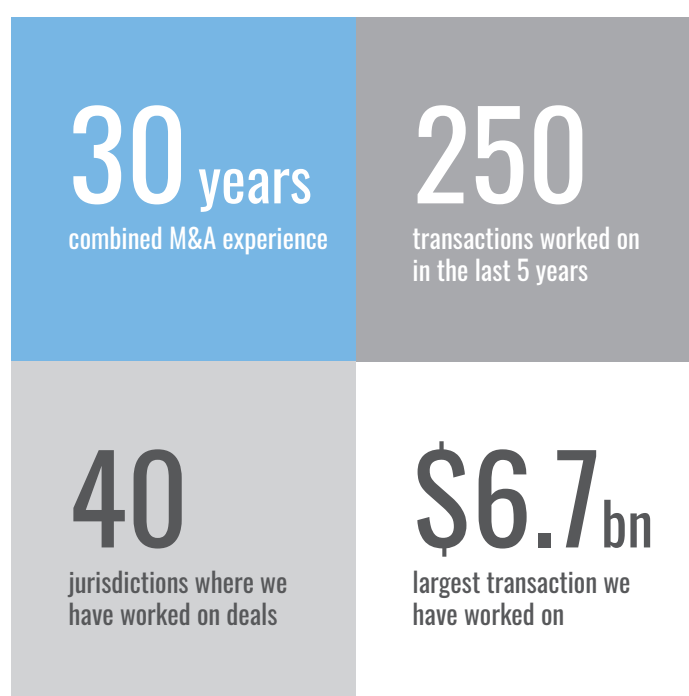 30 years
combined M&A experience
250
transactions worked on
in the last 5 years
40
jurisdictions where we
have worked on deals
$6.7bn
largest transaction we
have worked on